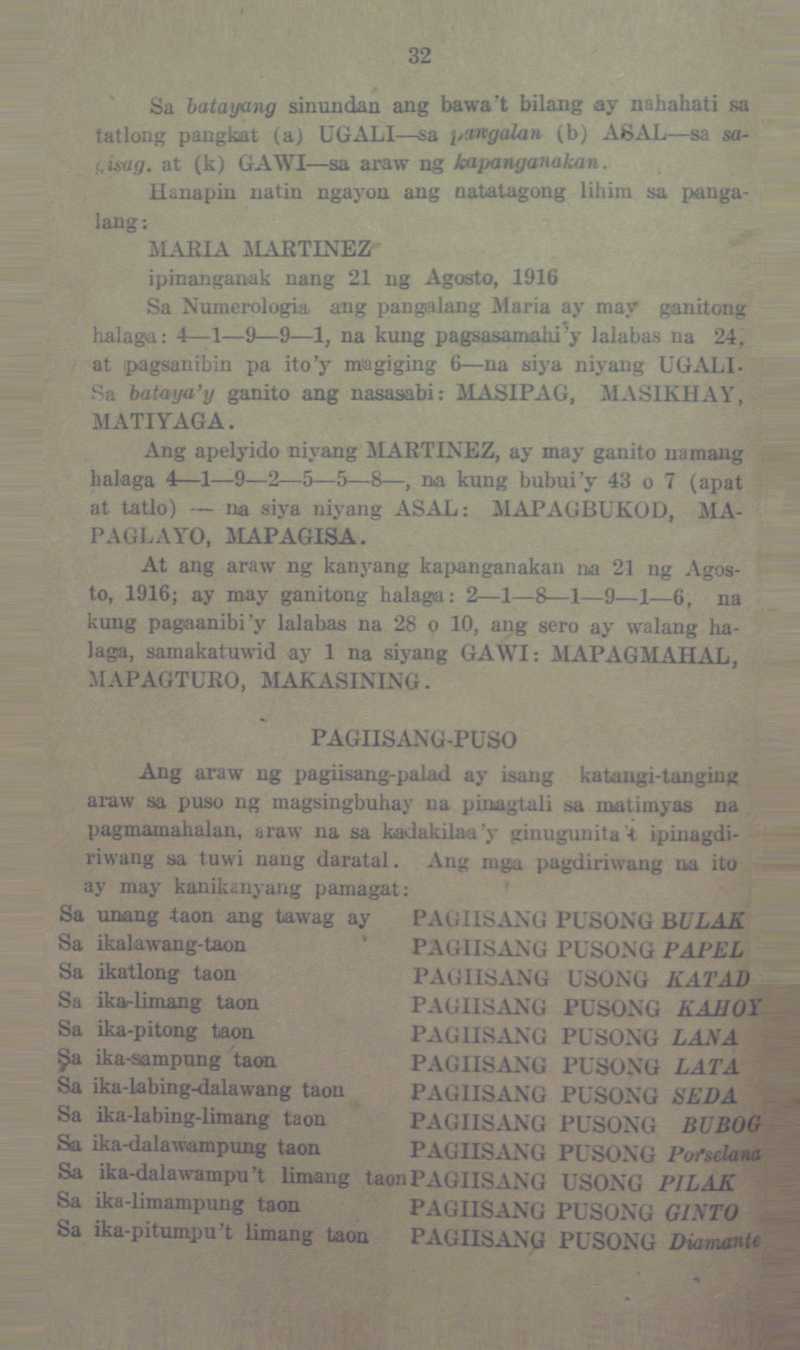 32
Sa batayang sinundan ang bawa't bilang ay nahahati sa
tatlong pangkat (a) UGALI—sa pangalan (b) ASAL—sa sa-
gisag. at (k) GAWI—sa araw ng kapanganakan.
Hanapin natin ngayon ang natatagong lihim sa panga-
lang:
MARIA MARTINEZ
ipinanganak nang 21 ng Agosto, 1916
Sa Numerologia ang pangalang Maria ay may ganitong
halaga: 4—1—9—9—1, na kung pagsasamahi'y lalabas na 24,
at pagsanibin pa ito'y magiging 6—na siya niyang UGALI.
Sa bataya'y ganito ang nasasabi: MASIPAG, MASIKHAY,
MATIYAGA.
Ang apelyido niyang MARTINEZ, ay may ganito namang
halaga 4—1—9—2—5—5—8—, na kung bubui'y 43 o 7 (apat
at tatlo) — na siya niyang ASAL: MAPAGBUKOD, MA-
PAGLAYO, MAPAGISA.
At ang araw ng kanyang kapanganakan na 21 ng Agos-
to, 1916; ay may ganitong halaga: 2—1—8—1—9—1—6, na
kung pagaanibi'y lalabas na 28 o 10, ang sero ay walang ha-
laga, samakatuwid ay 1 na siyang GAWI: MAPAGMAHAL,
MAPAGTURO, MAKASINING.
PAGIISANG-PUSO
Ang araw ng pagiisang-palad ay isang katangi-tanging
araw sa puso ng magsingbuhay na pinagtali sa matimyas na
pagmamahalan, araw na sa kadakilaa'y ginugunita't ipinagdi-
riwang sa tuwi nang daratal. Ang mga pagdiriwang na ito
ay may kanikanyang pamagat:
Sa unang taon ang tawag ay PAGIISANG PUSONG BULAK
Sa ikalawang-taon PAGIISANG PUSONG PAPEL
Sa ikatlong taon PAGIISANG USONG KATAD
Sa ika-limang taon PAGIISANG PUSONG KAHOY
Sa ika-pitong taon PAGIISANG PUSONG LANA
Sa ika-sampung taon PAGIISANG PUSONG LATA
Sa ika-labing-dalawang taon PAGIISANG PUSONG SEDA
Sa ika-labing-limang taon PAGIISANG PUSONG BUBOG
Sa ika-dalawampung taon PAGIISANG PUSONG Porselana
Sa ika-dalawampu't limang taon PAGIISANG USONG PILAK
Sa ika-limampung taon PAGIISANG PUSONG GINTO
Sa ika-pitumpu't limang taon PAGIISANG PUSONG Diamante